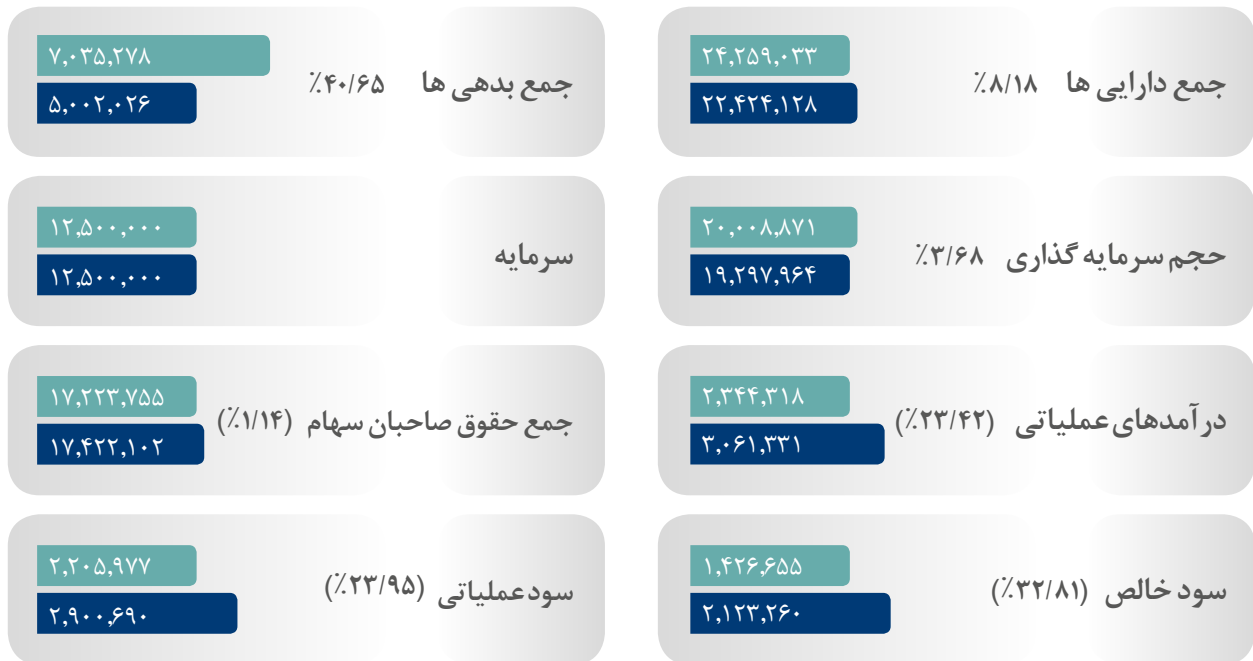 جمع دارایی ها ٪۸/۱۸
۲۴,۲۵۹,۰۳۳
۲۲,۴۲۴,۱۲۸
جمع بدهی ها ٪۴۰/۶۵
۷,۰۳۵,۲۷۸
۵,۰۰۲,۰۲۶
حجم سرمایه گذاری ٪۳/۶۸
۲۰,۰۰۸,۸۷۱
۱۹,۲۹۷,۹۶۴
سرمایه
۱۲,۵۰۰,۰۰۰
۱۲,۵۰۰,۰۰۰
درآمدهای عملیاتی (٪۲۳/۴۲)
۲,۳۴۴,۳۱۸
۳,۰۶۱,۳۳۱
جمع حقوق صاحبان سهام (٪۱/۱۴)
۱۷,۲۲۳,۷۵۵
۱۷,۴۲۲,۱۰۲
سود خالص (٪۳۲/۸۱)
۱,۴۲۶,۶۵۵
۲,۱۲۳,۲۶۰
سود عملیاتی (٪۲۳/۹۵)
۲,۲۰۵,۹۷۷
۲,۹۰۰,۶۹۰